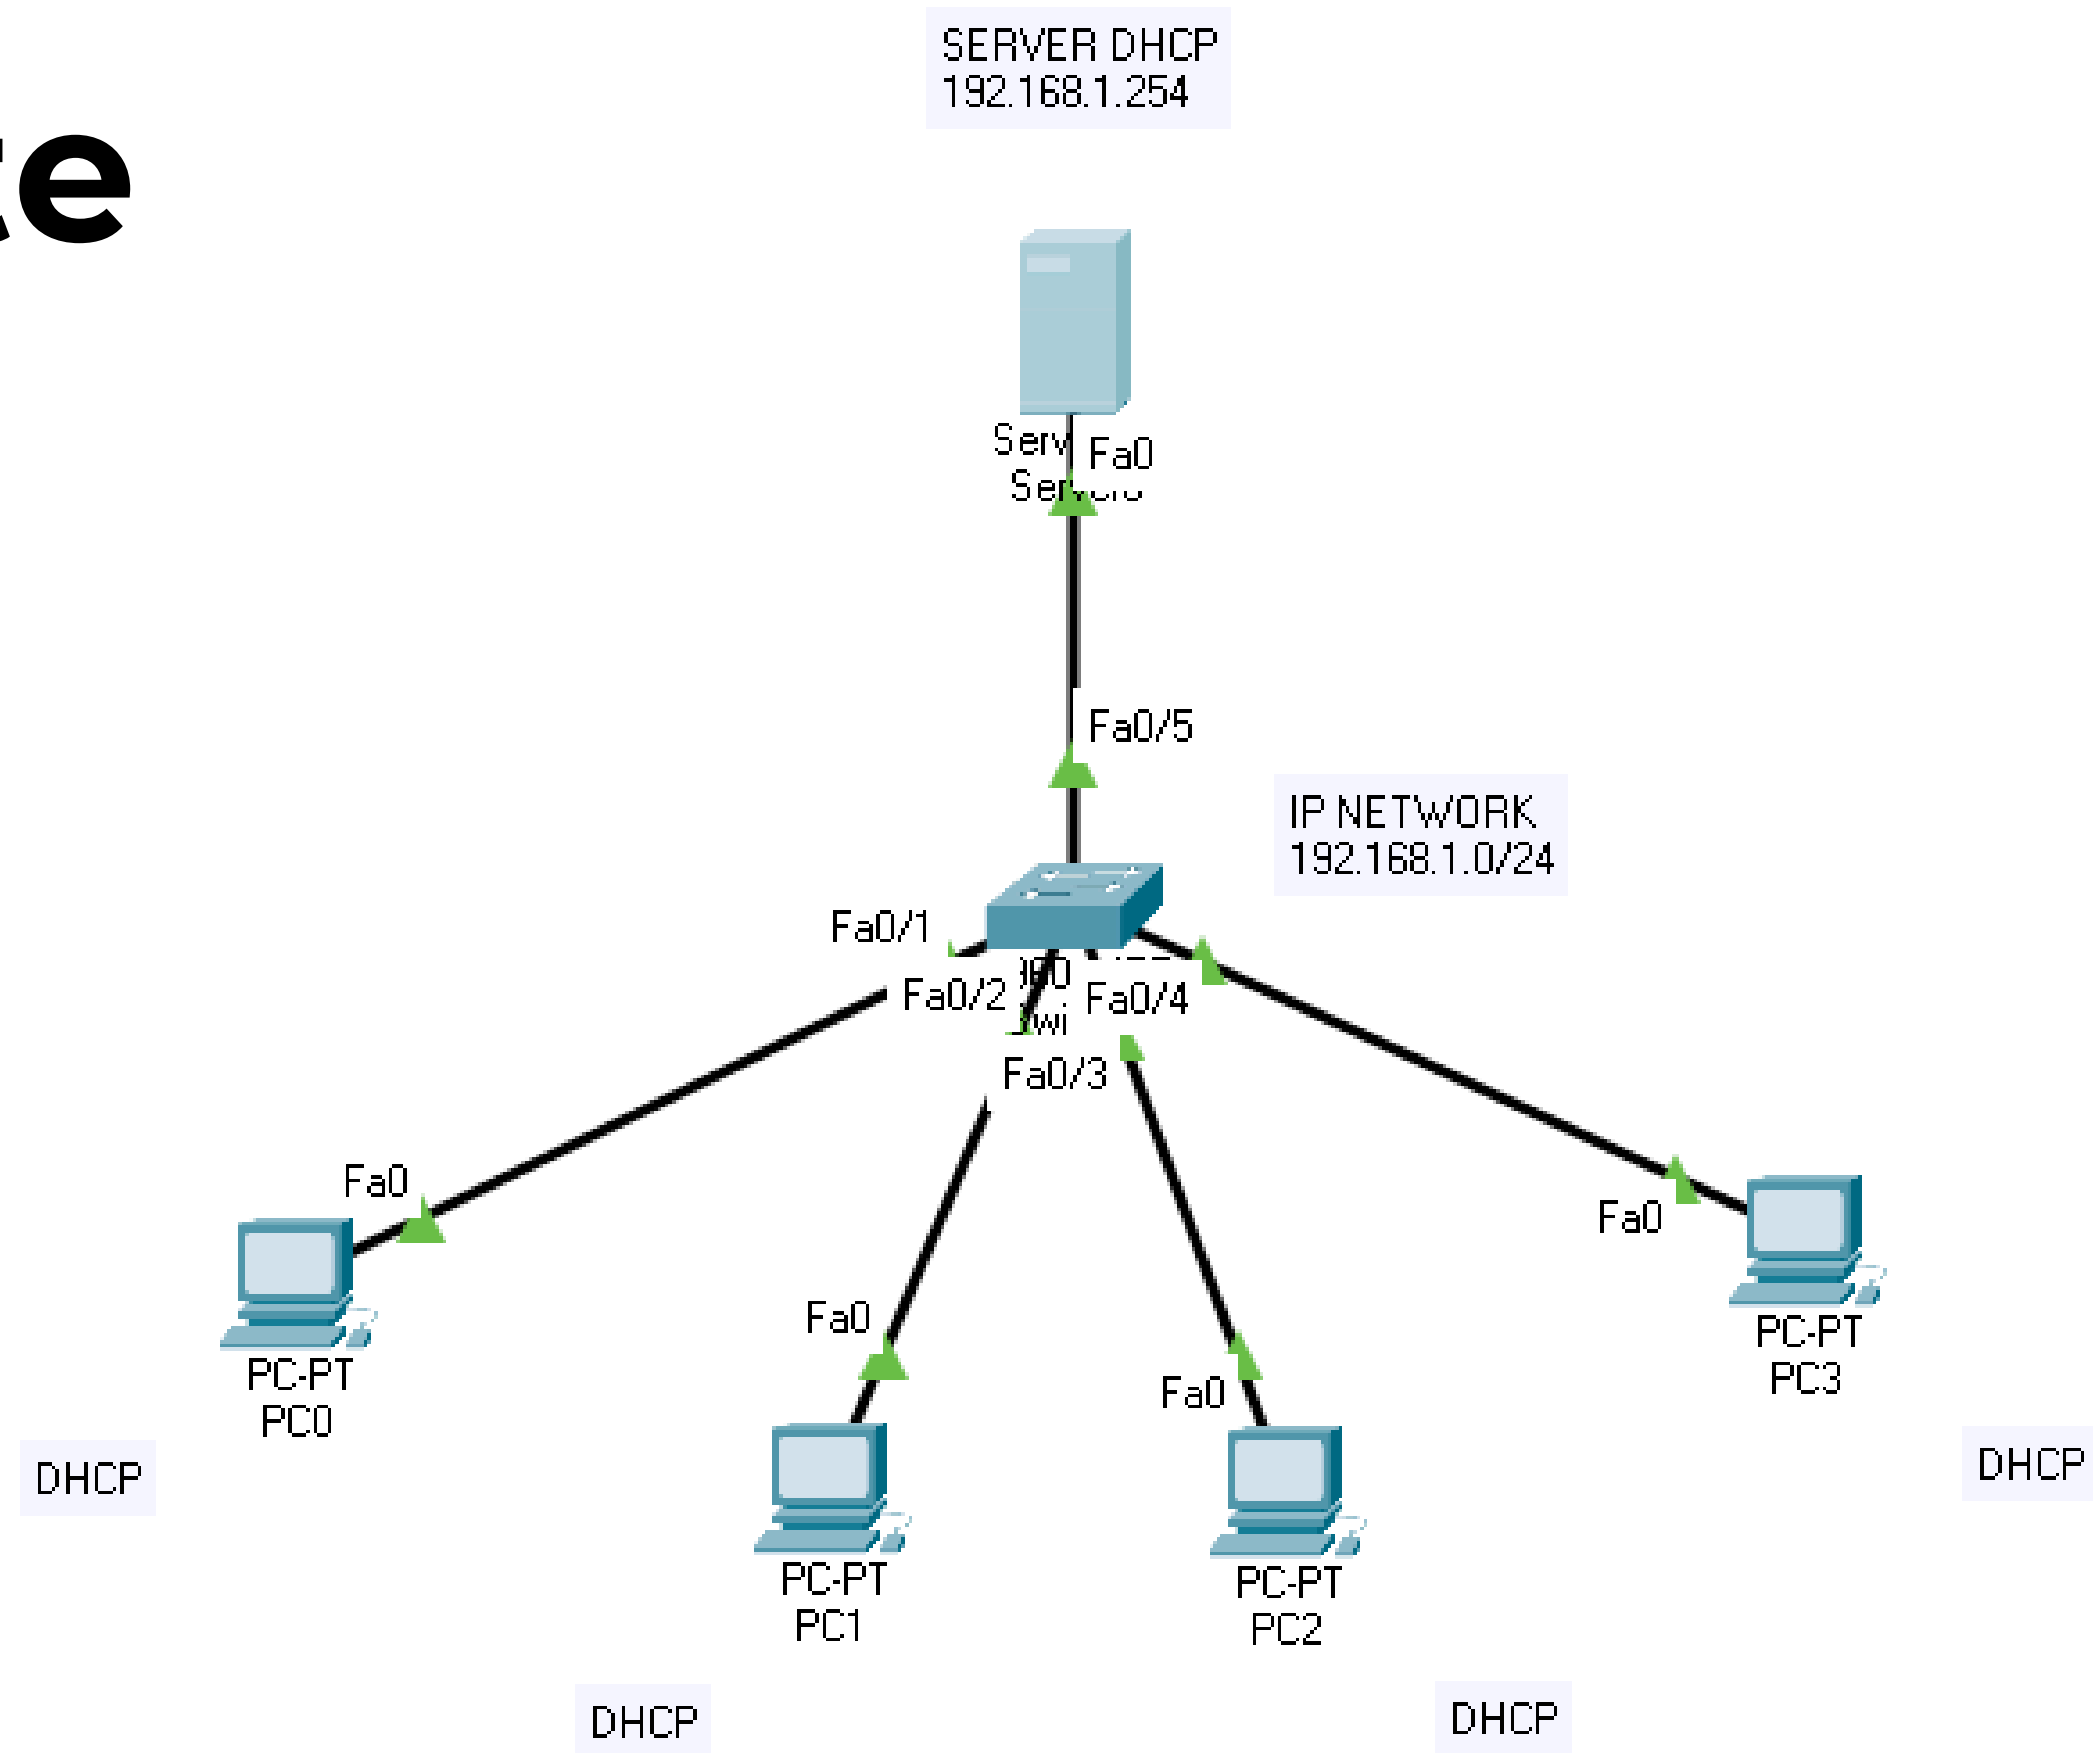 te
SERVER DHCP
192.168.1.254
Fa0
Fa0/5
IP NETWORK
192.168.1.0/24
Fa0/1
Fa0/2
Fa0/4
Fa0/3
Fa0
PC-PT
PC0
DHCP
Fa0
PC-PT
PC1
DHCP
Fa0
PC-PT
PC2
DHCP
Fa0
PC-PT
PC3
DHCP